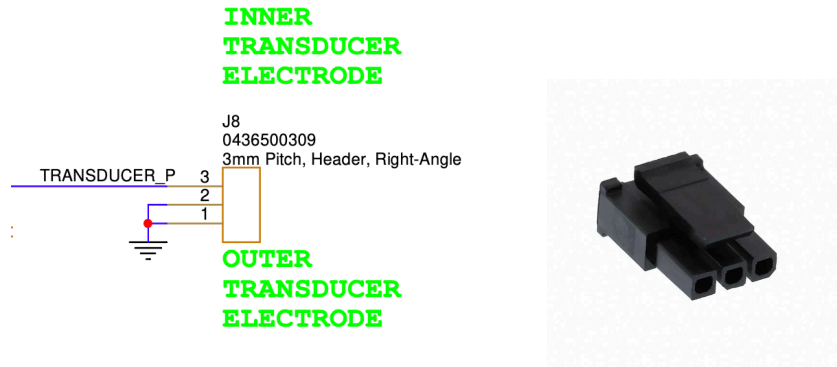 INNER
TRANSDUCER
ELECTRODE
J8
0436500309
3mm Pitch, Header, Right-Angle
TRANSDUCER_P 3
2
1
OUTER
TRANSDUCER
ELECTRODE